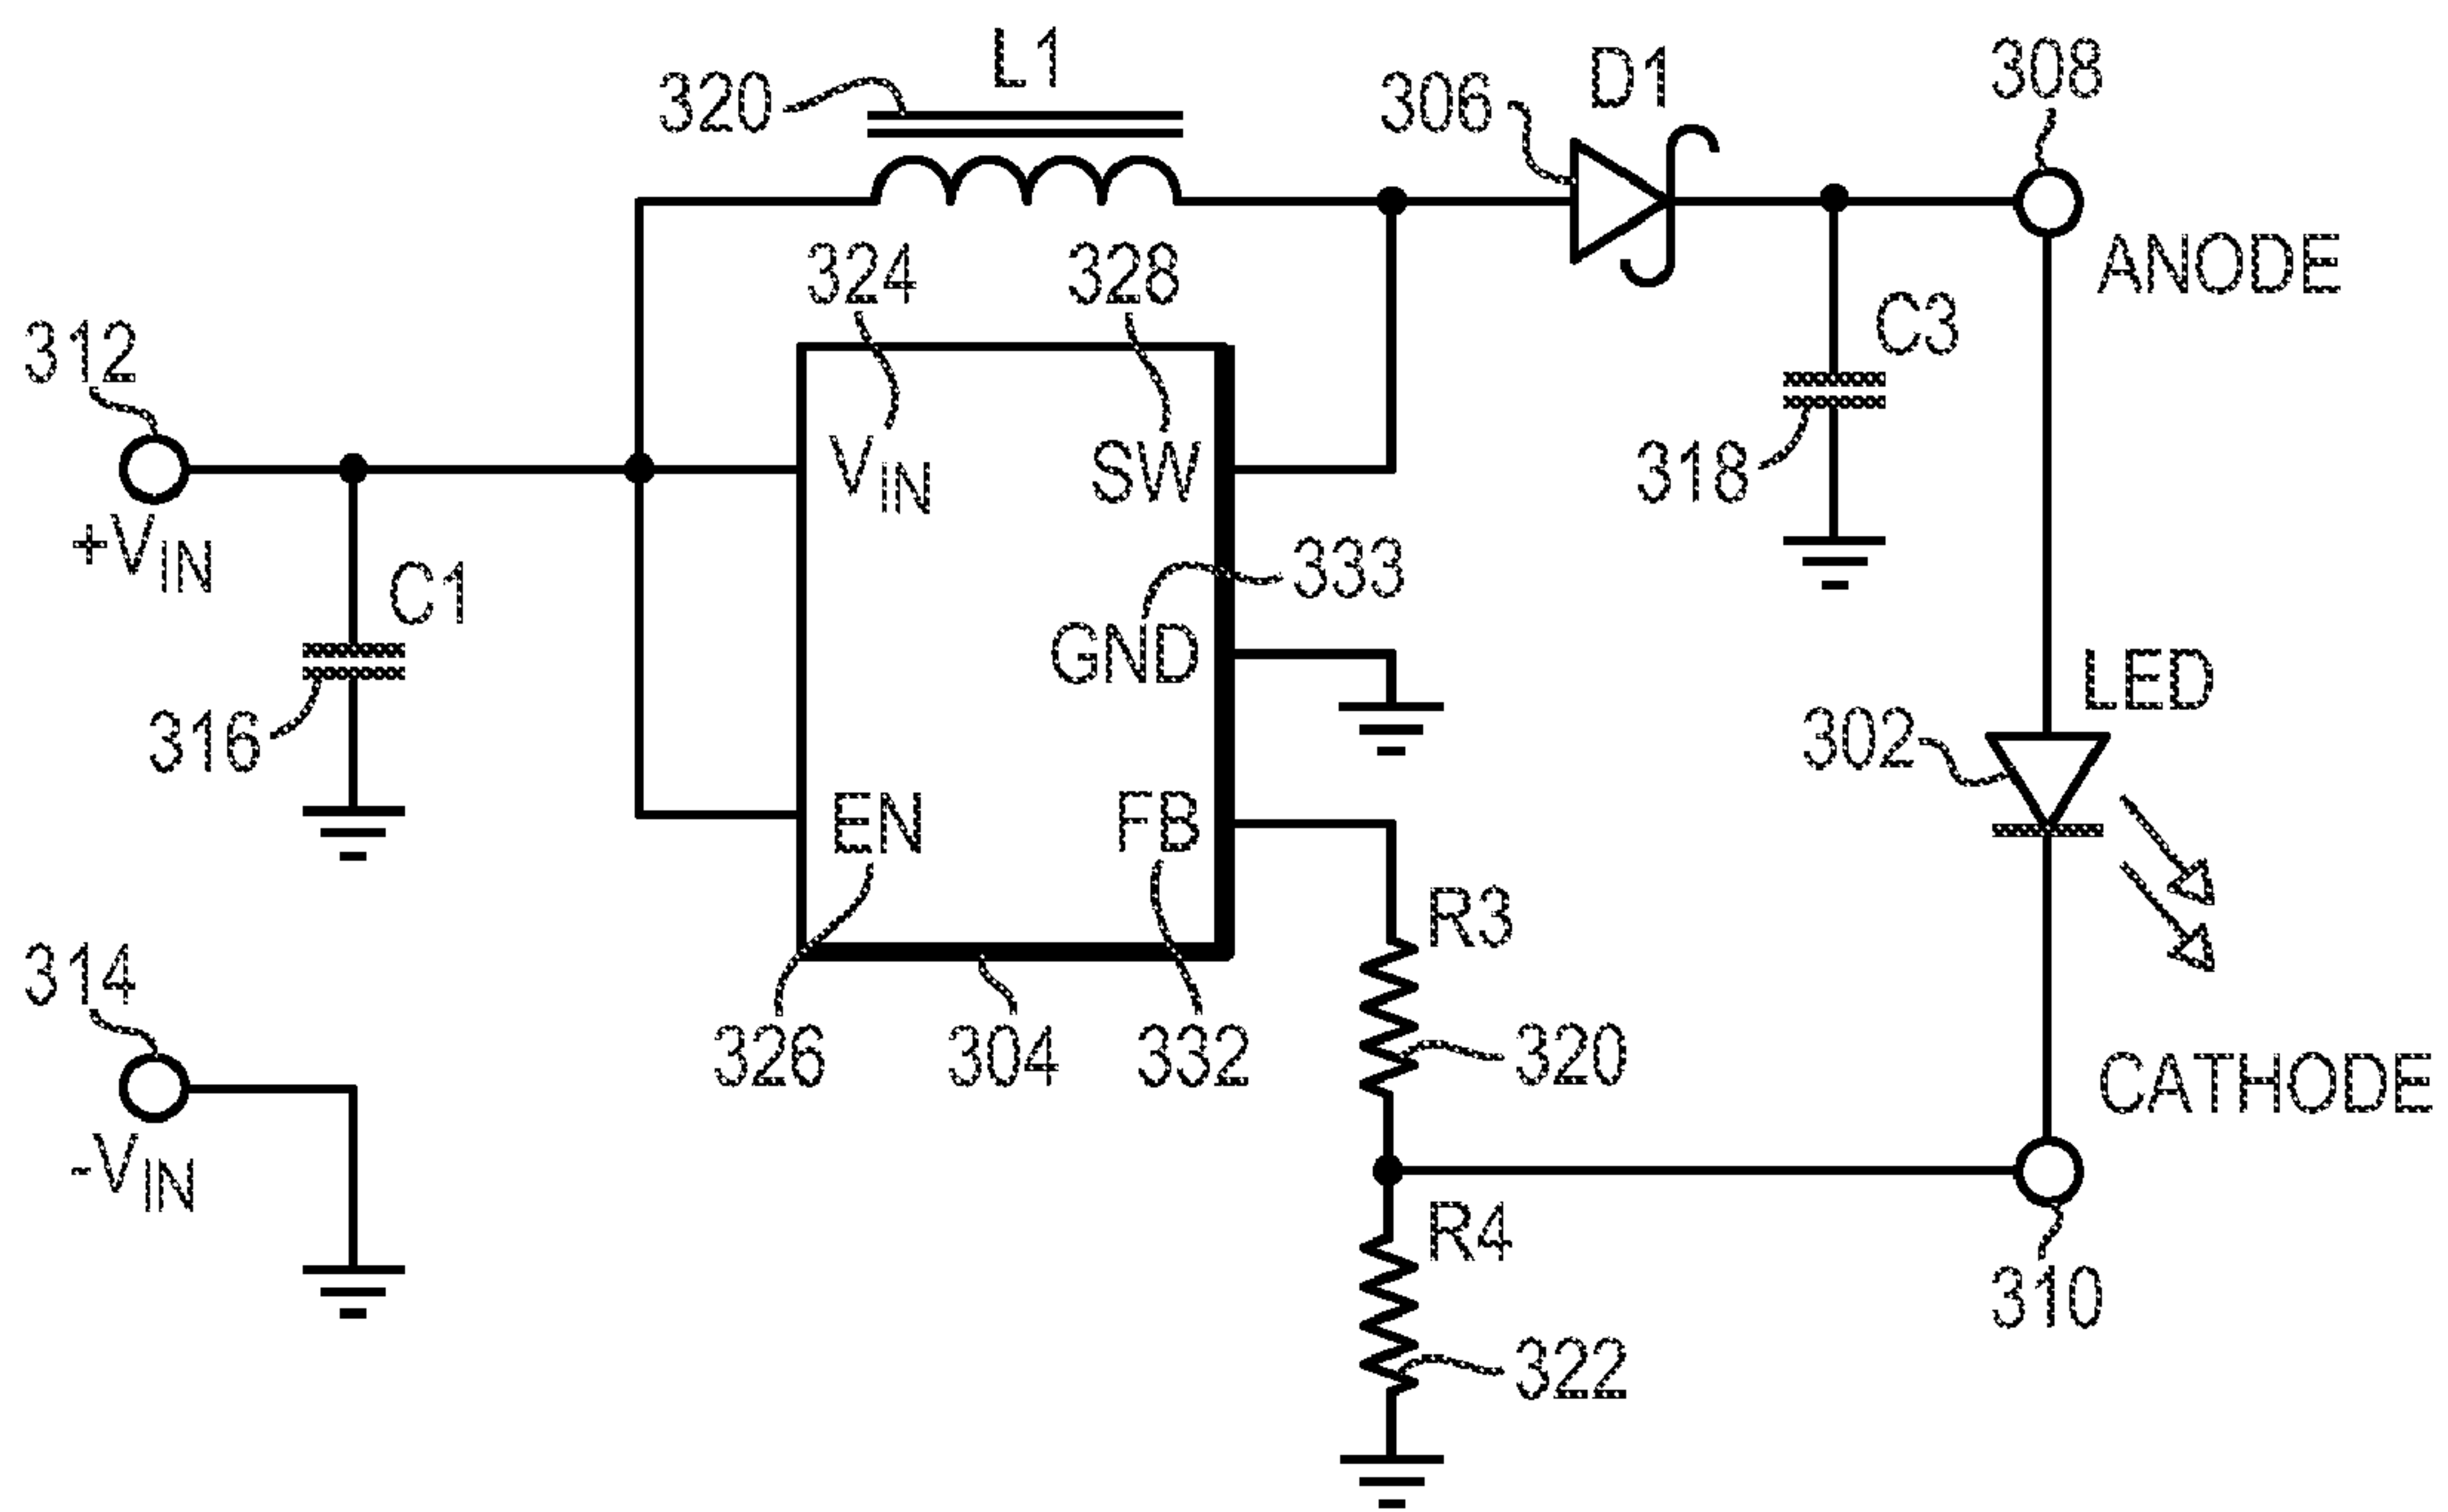 L1
320
306
D1
308
ANODE
324
328
C3
312
+VIN
VIN
SW
318
333
C1
GND
316
LED
302
EN
FB
R3
314
-VIN
326
304
332
320
CATHODE
R4
310
322